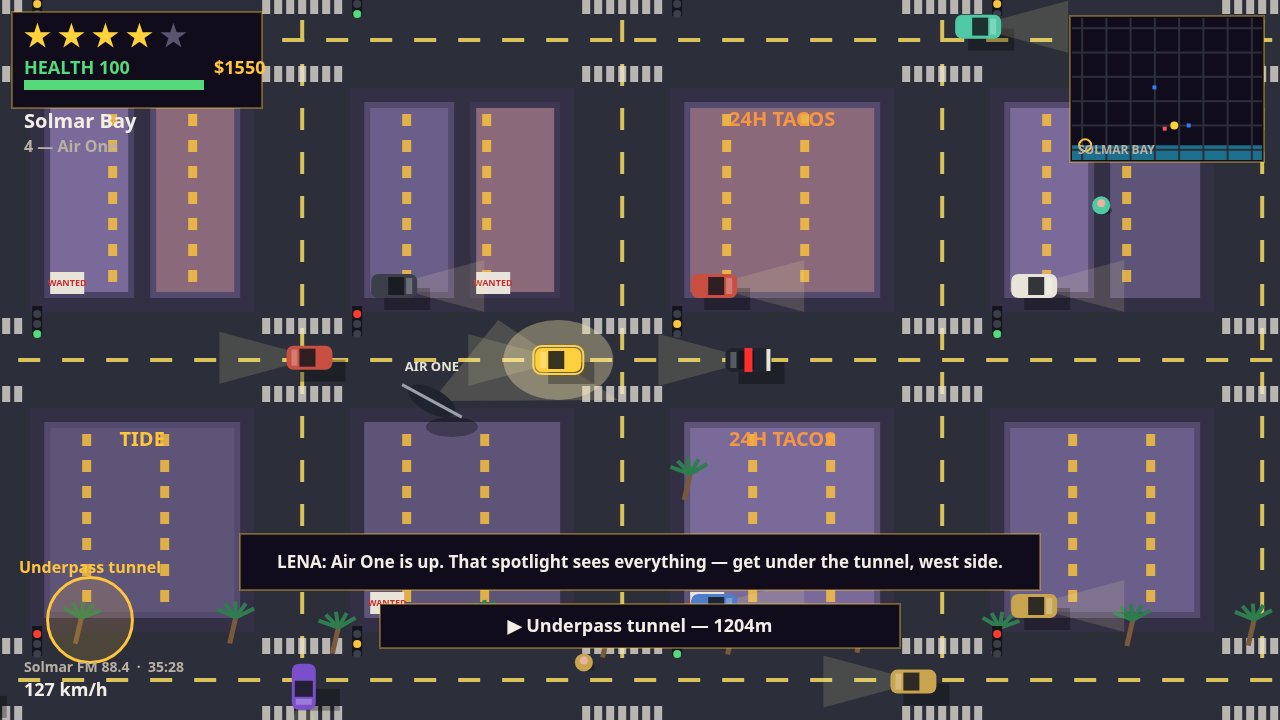 HEALTH 100 $1550
Solmar Bay
4 — Air One
24H TACOS
SOLMAR BAY
WANTED
WANTED
AIR ONE
TIDE
24H TACOS
LENA: Air One is up. That spotlight sees everything — get under the tunnel, west side.
Underpass tunnel
WANTED
▶ Underpass tunnel — 1204m
Solmar FM 88.4 · 35:28
127 km/h